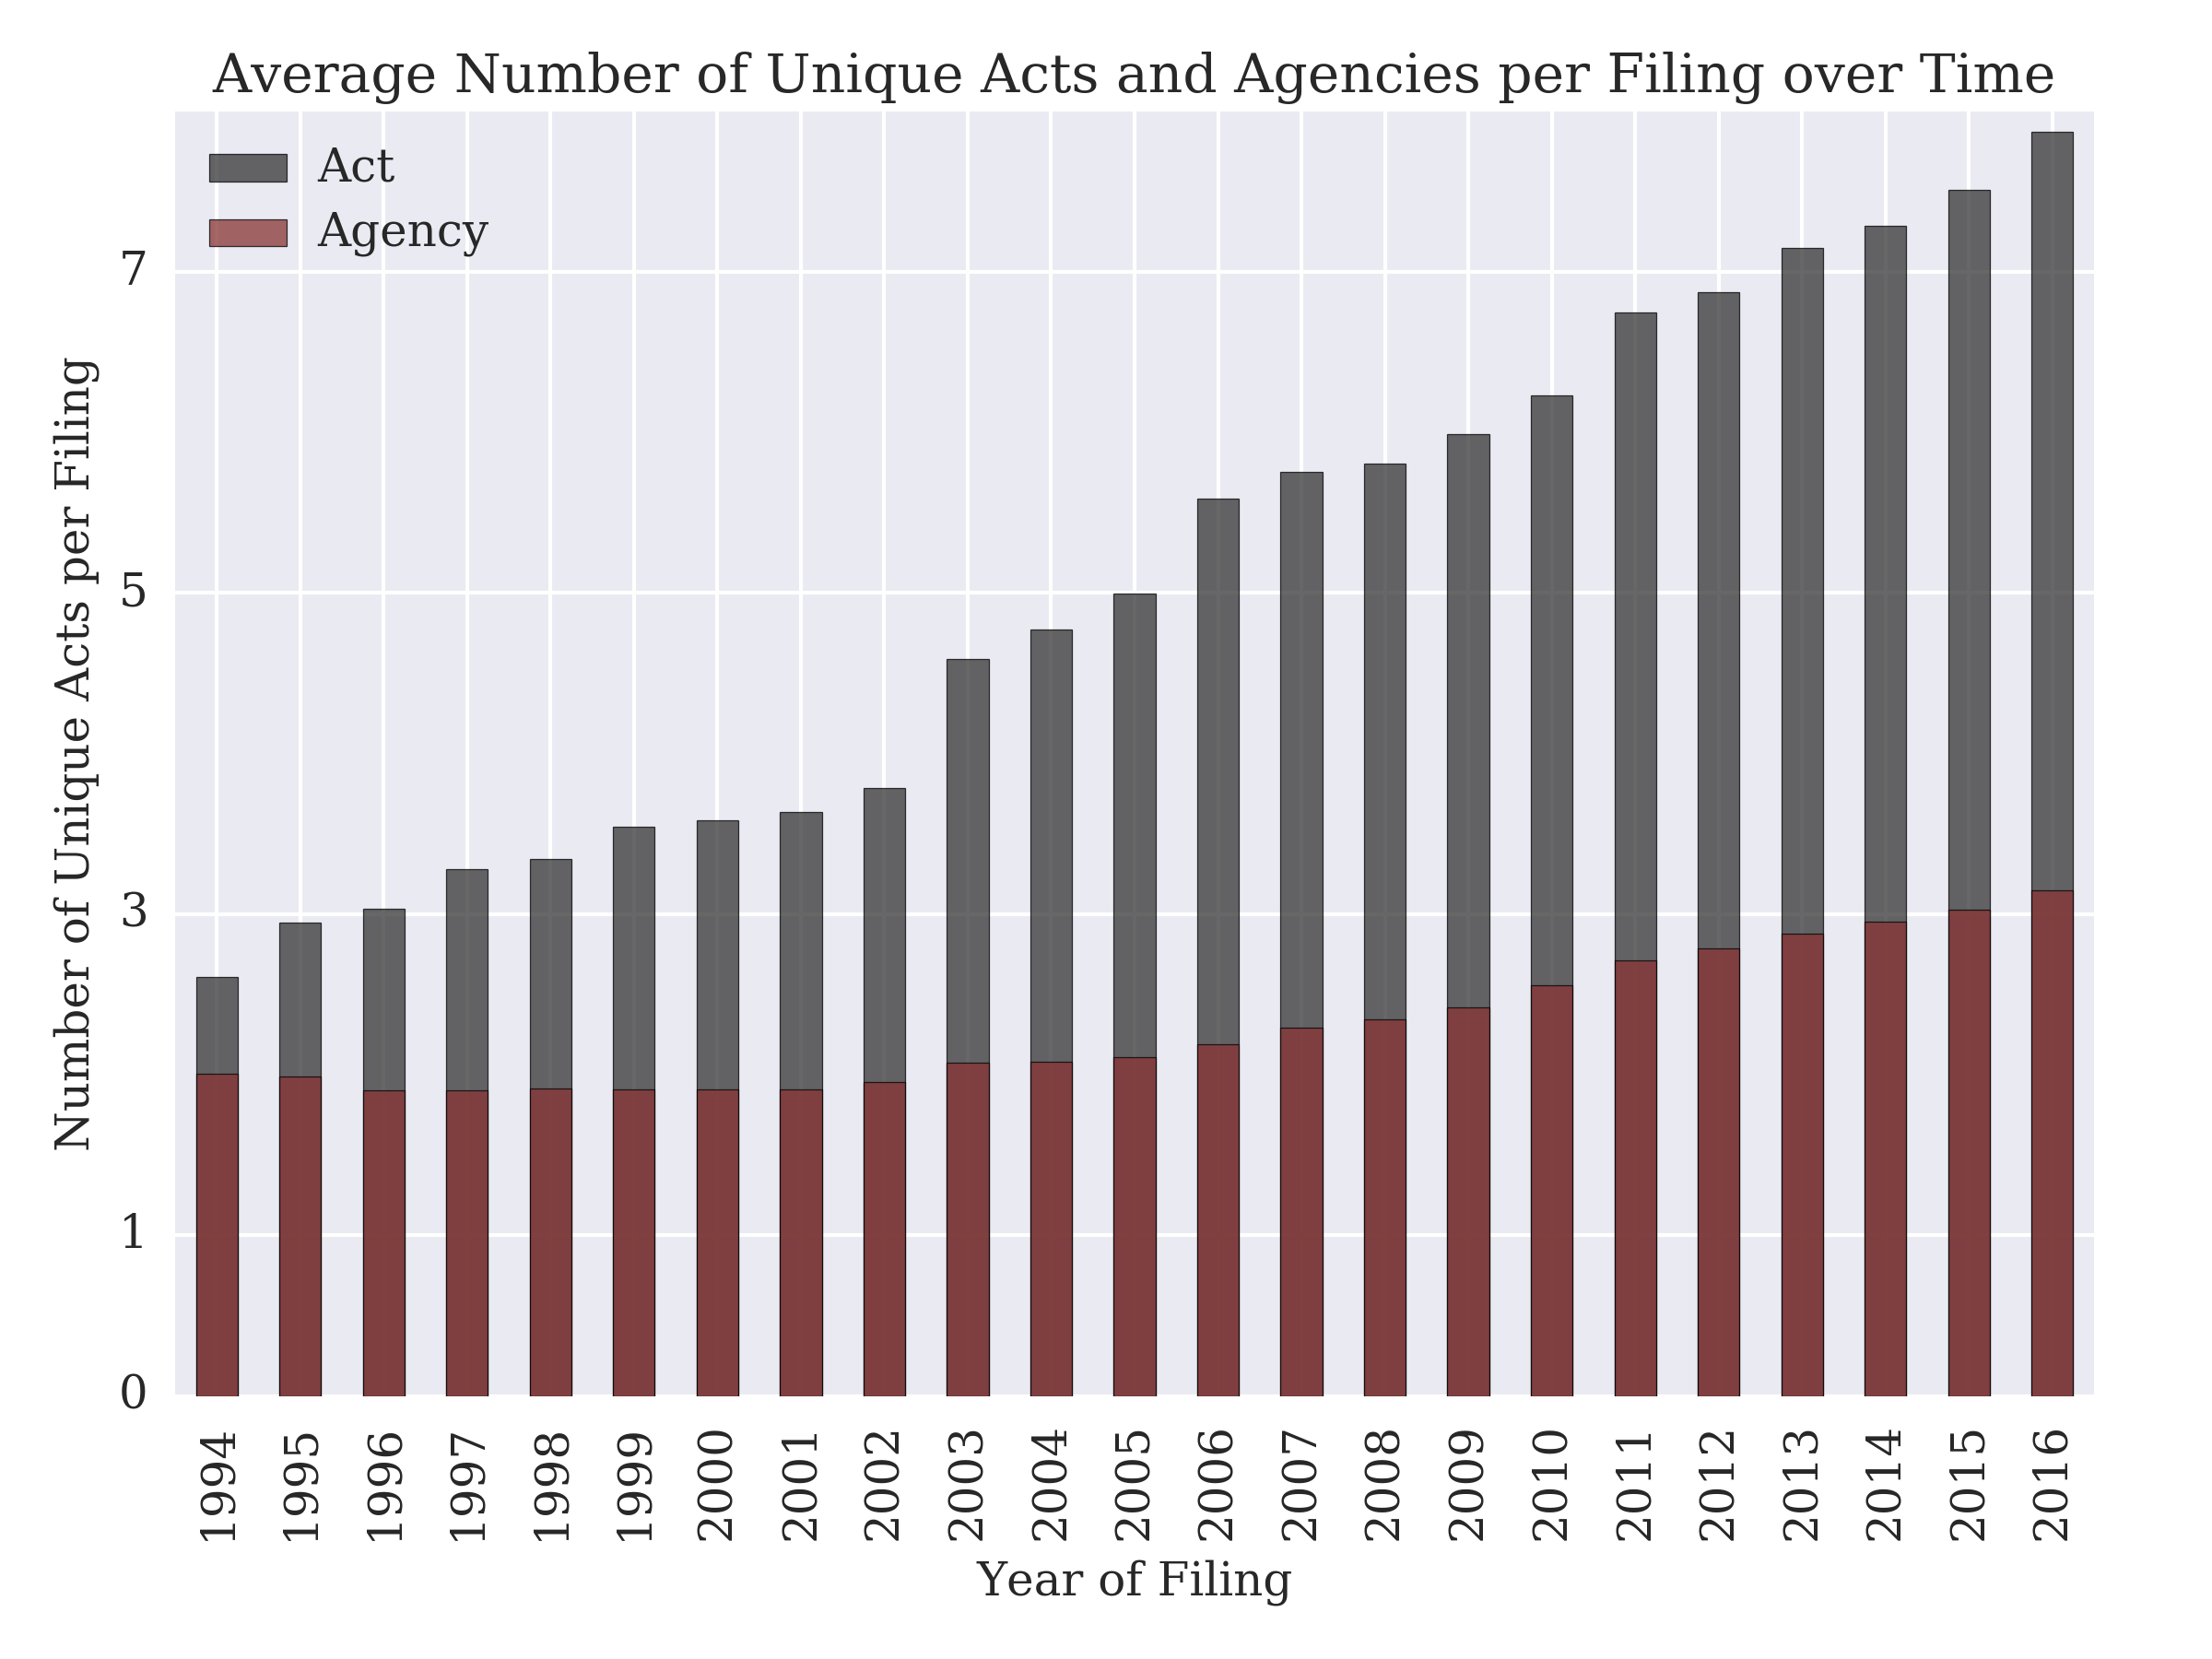 Average Number of Unique Acts and Agencies per Filing over Time
Act
Agency
Number of Unique Acts per Filing
7
5
3
1
0
1994 1995 1996 1997 1998 1999 2000 2001 2002 2003 2004 2005 2006 2007 2008 2009 2010 2011 2012 2013 2014 2015 2016
Year of Filing